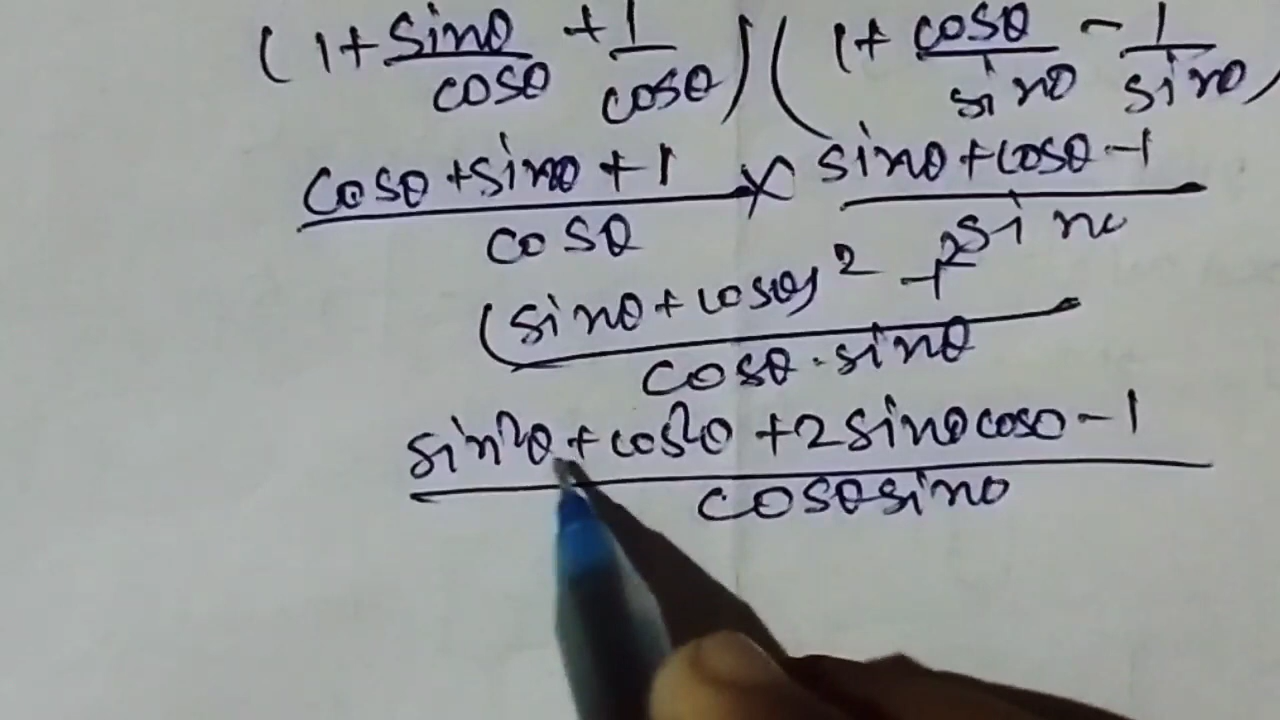 (1 + sinθ/cosθ + 1/cosθ) (1 + cosθ/sinθ - 1/sinθ)
cosθ + sinθ + 1 / cosθ × sinθ + cosθ - 1 / sinθ
(sinθ + cosθ)² - 1² / cosθ · sinθ
sin²θ + cos²θ + 2sinθcosθ - 1 / cosθsinθ